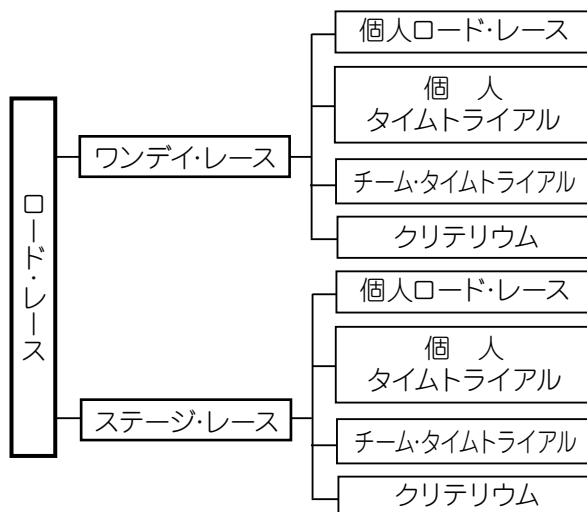 ロード・レース
ワンデイ・レース
個人ロード・レース
個　人
タイムトライアル
チーム・タイムトライアル
クリテリウム
ステージ・レース
個人ロード・レース
個　人
タイムトライアル
チーム・タイムトライアル
クリテリウム